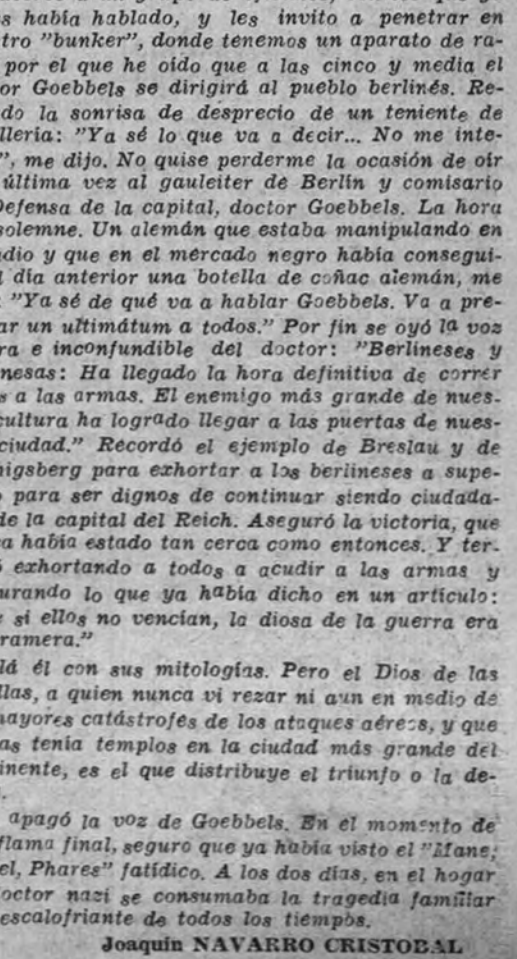 s había hablado, y les invito a penetrar en
tro "bunker", donde tenemos un aparato de ra-
por el que he oído que a las cinco y media el
or Goebbels se dirigirá al pueblo berlinés. Re-
do la sonrisa de desprecio de un teniente de
llería: "Ya sé lo que va a decir... No me inte-
", me dijo. No quise perderme la ocasión de oír
última vez al gauleiter de Berlín y comisario
Defensa de la capital, doctor Goebbels. La hora
solemne. Un alemán que estaba manipulando en
dio y que en el mercado negro había consegui-
l día anterior una botella de coñac alemán, me
"Ya sé de qué va a hablar Goebbels. Va a pre-
ar un ultimátum a todos." Por fin se oyó la voz
ra e inconfundible del doctor: "Berlineses y
nesas: Ha llegado la hora definitiva de correr
s a las armas. El enemigo más grande de nues-
cultura ha logrado llegar a las puertas de nues-
ciudad." Recordó el ejemplo de Breslau y de
nigsberg para exhortar a los berlineses a supe-
o para ser dignos de continuar siendo ciudada-
de la capital del Reich. Aseguró la victoria, que
ca había estado tan cerca como entonces. Y ter-
ó exhortando a todos a acudir a las armas y
urando lo que ya había dicho en un artículo:
e si ellos no vencían, la diosa de la guerra era
ramera."
lá él con sus mitologías. Pero el Dios de las
llas, a quien nunca vi rezar ni aun en medio de
mayores catástrofes de los ataques aéreos, y que
as tenía templos en la ciudad más grande del
inente, es el que distribuye el triunfo o la de-
.
apagó la voz de Goebbels. En el momento de
flama final, seguro que ya había visto el "Mane,
el, Phares" fatídico. A los dos días, en el hogar
octor nazi se consumaba la tragedia familiar
escalofriante de todos los tiempos.
Joaquín NAVARRO CRISTOBAL